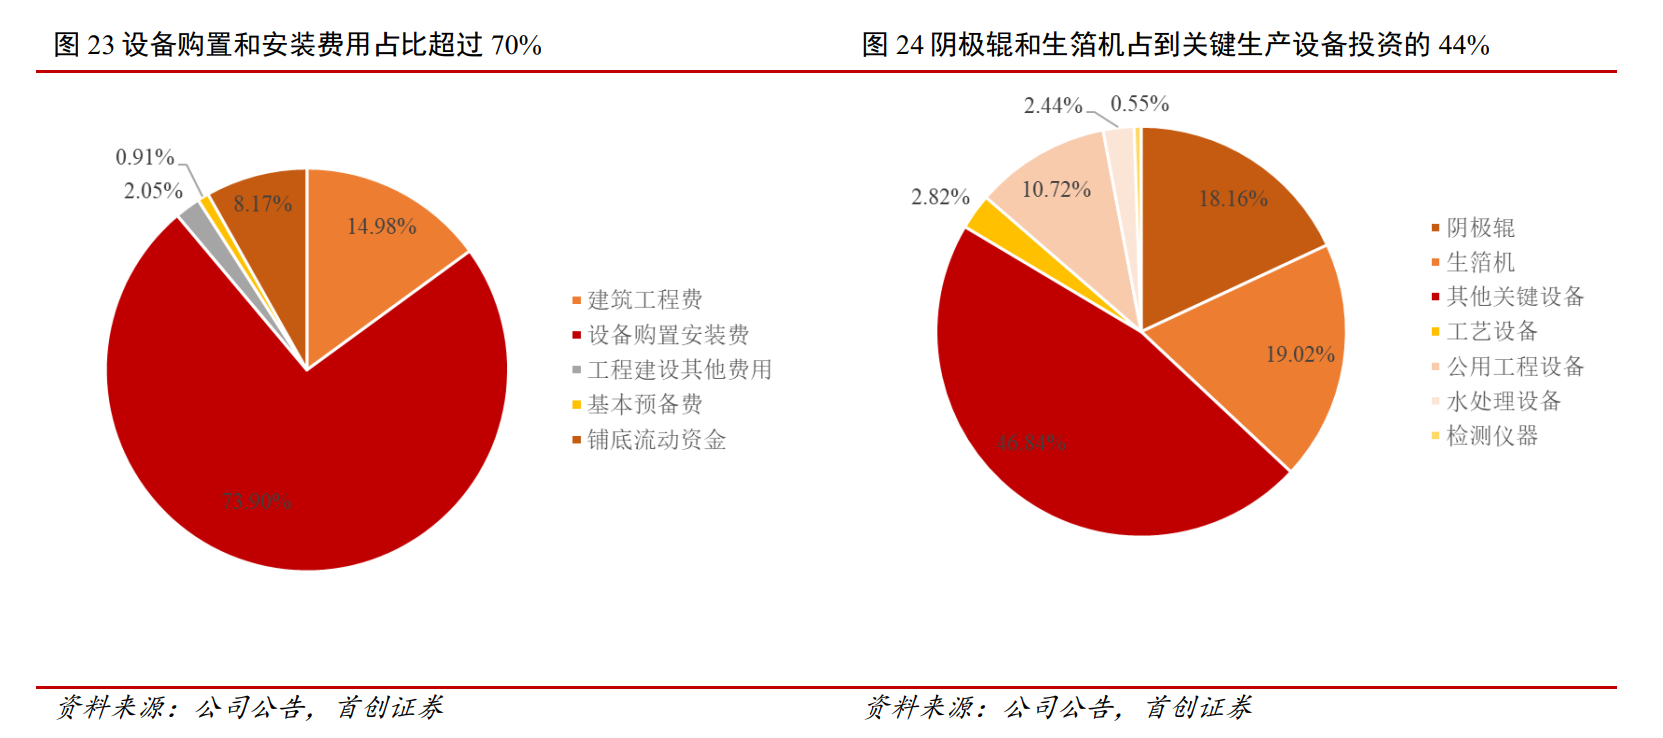 图 23 设备购置和安装费用占比超过 70%
0.91%
2.05%
8.17%
14.98%
73.90%
建筑工程费
设备购置安装费
工程建设其他费用
基本预备费
铺底流动资金
资料来源：公司公告，首创证券
图 24 阴极辊和生箔机占到关键生产设备投资的 44%
2.44%
0.55%
2.82%
10.72%
18.16%
19.02%
46.84%
阴极辊
生箔机
其他关键设备
工艺设备
公用工程设备
水处理设备
检测仪器
资料来源：公司公告，首创证券